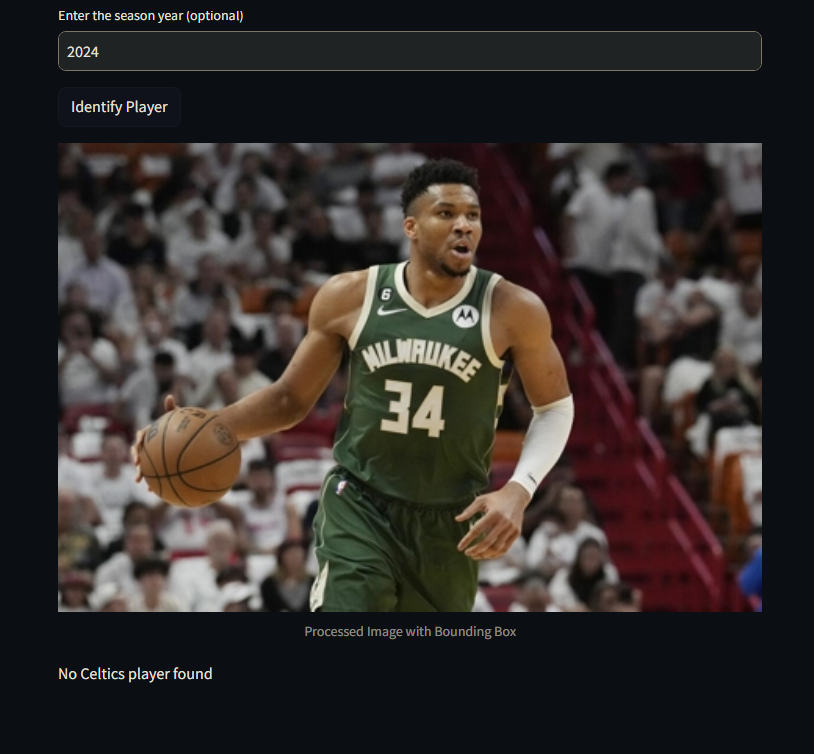 Enter the season year (optional)
2024
Identify Player
6
MILWAUKEE
34
Processed Image with Bounding Box
No Celtics player found